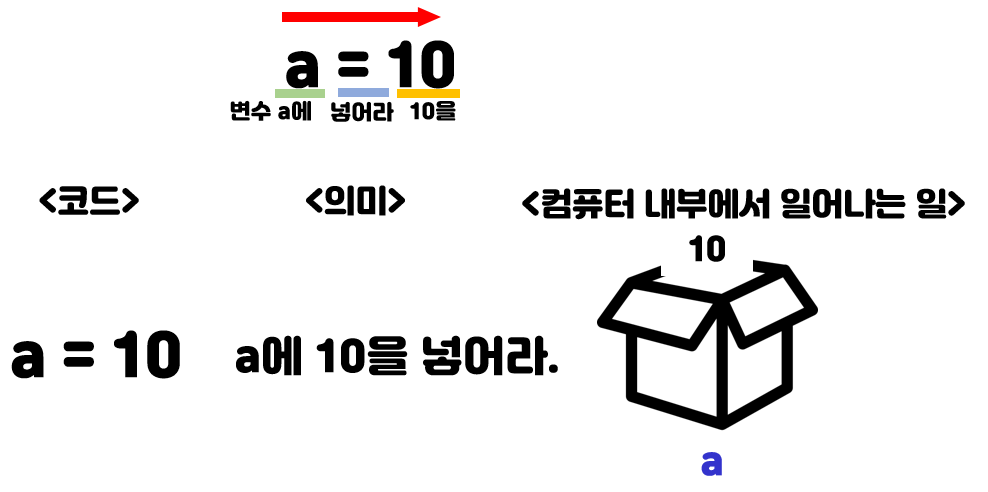 a = 10
변수 a에 넣어라 10을
<코드> <의미> <컴퓨터 내부에서 일어나는 일>
10
a = 10 a에 10을 넣어라.
a